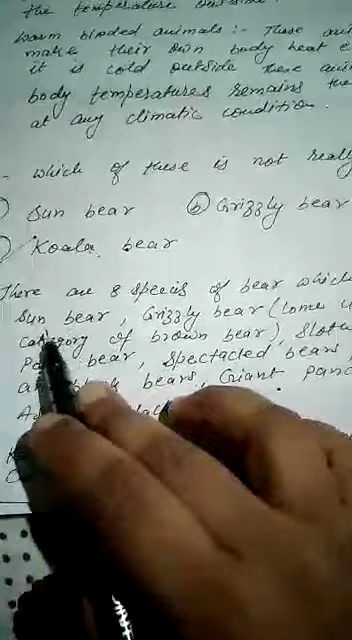 the temperature outside.
Warm blooded animals :- These
make their own body heat
it is cold outside these
body temperatures remains the
at any climatic condition.
- which of these is not really
Sun bear (b) Grizzly bear
Koala bear
There are 8 species of bear which
Sun bear, Grizzly bear (come
category of brown bear), Sloth
bear, Spectacled bears,
bears, Giant